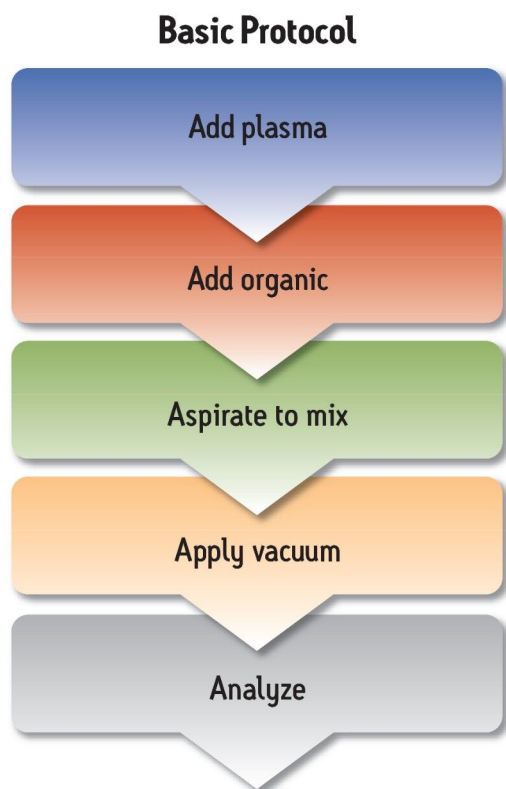 Basic Protocol
Add plasma
Add organic
Aspirate to mix
Apply vacuum
Analyze